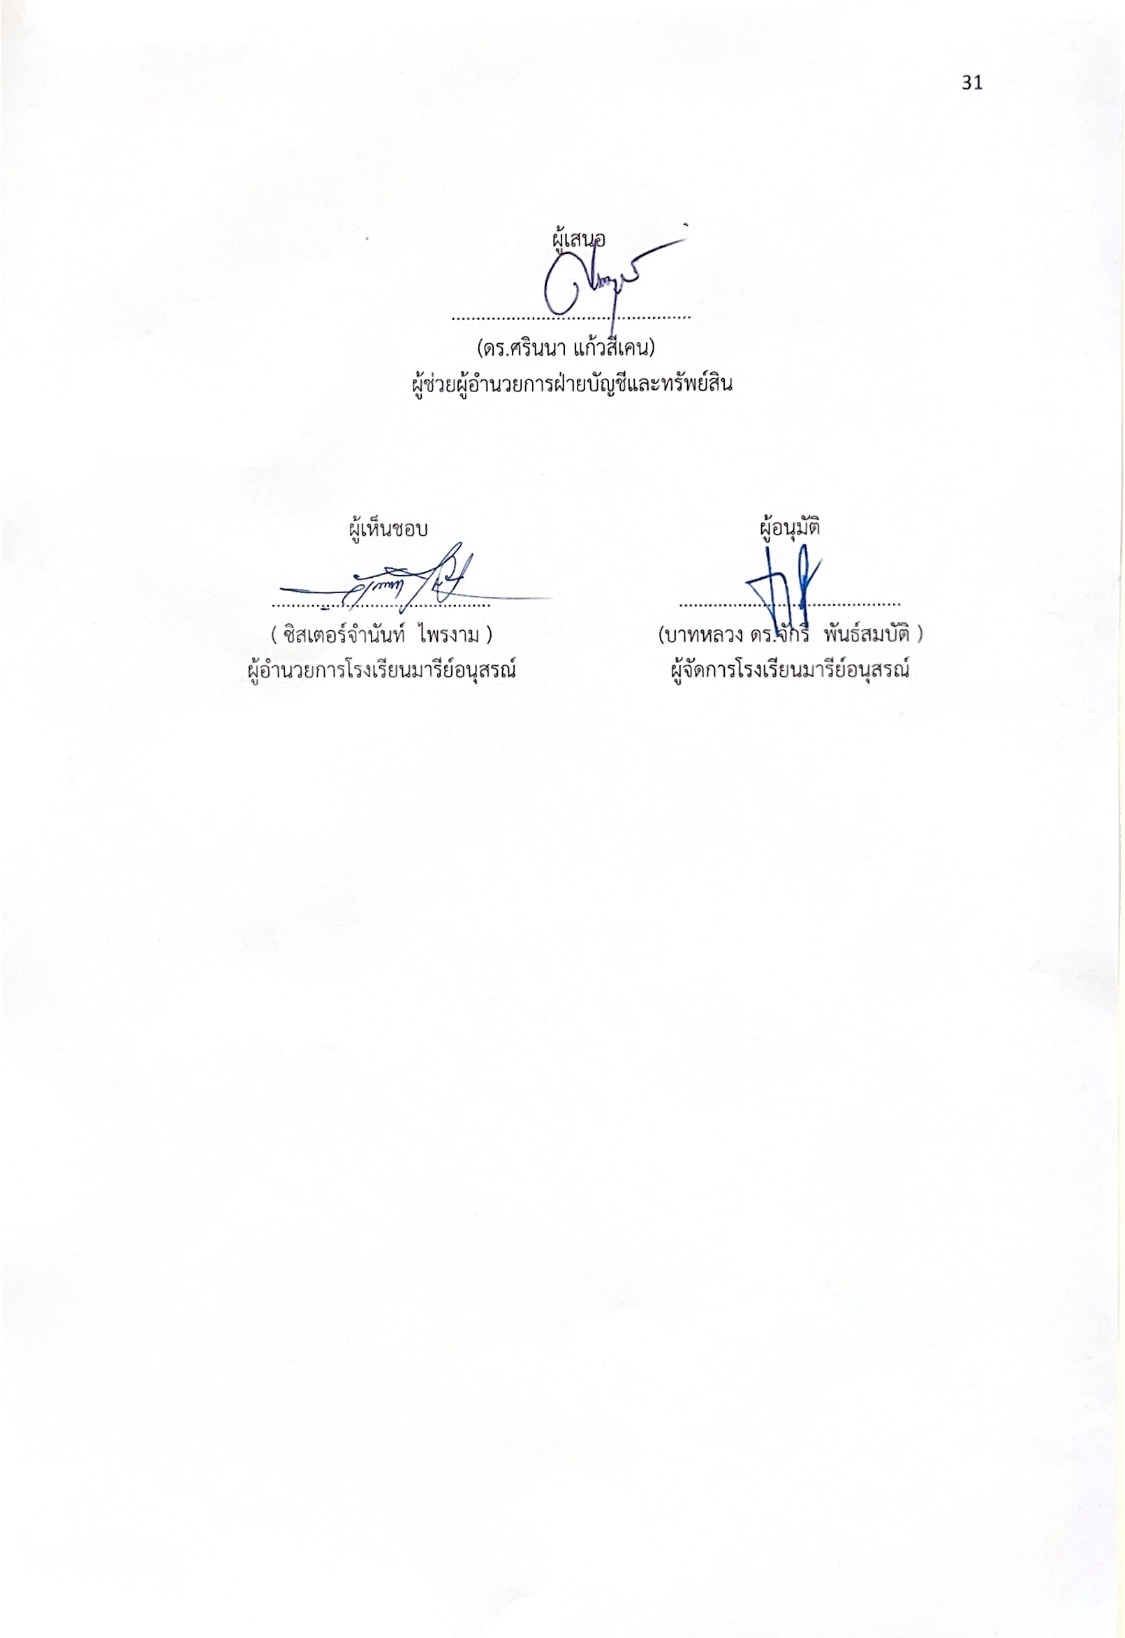 31
ผู้เสนอ
(ดร.ศรินนา แก้วสีเคน)
ผู้ช่วยผู้อำนวยการฝ่ายบัญชีและทรัพย์สิน
ผู้เห็นชอบ
( ซิสเตอร์จำนันท์ ไพรงาม )
ผู้อำนวยการโรงเรียนมารีย์อนุสรณ์
ผู้อนุมัติ
(บาทหลวง ดร.จักรี พันธ์สมบัติ )
ผู้จัดการโรงเรียนมารีย์อนุสรณ์